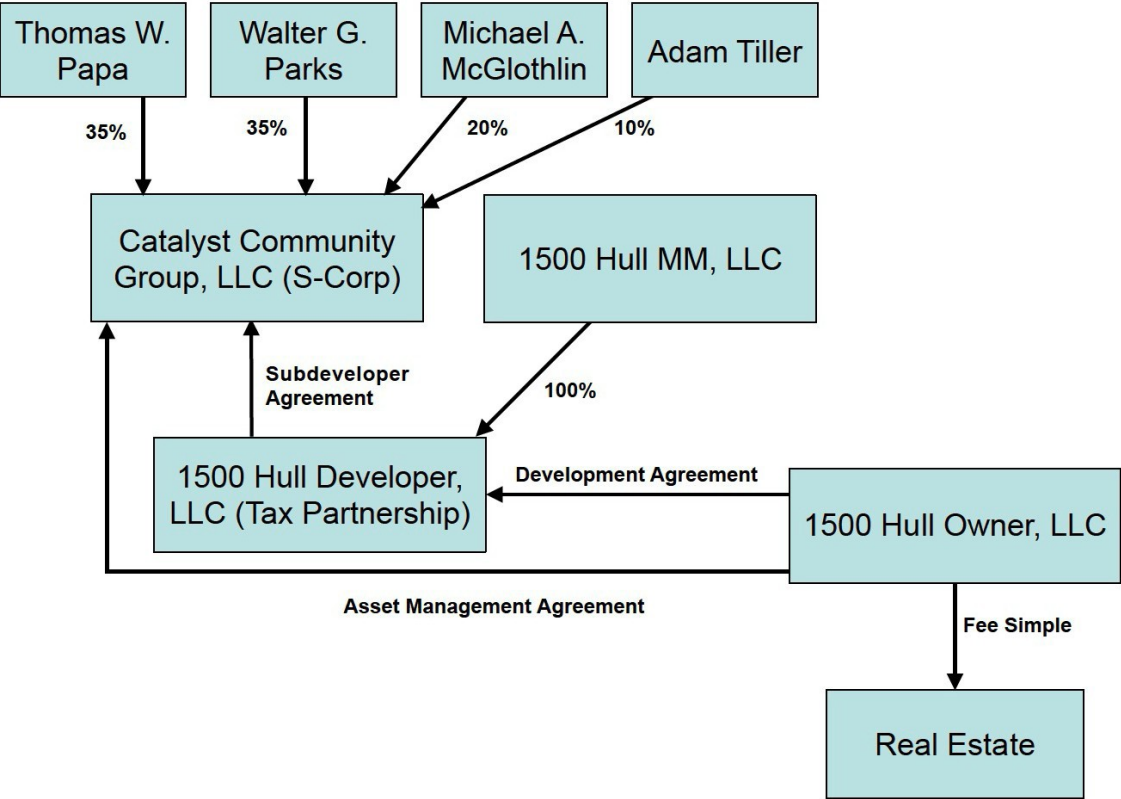 Thomas W.
Papa
Walter G.
Parks
Michael A.
McGlothlin
Adam Tiller
35%
35%
20%
10%
Catalyst Community
Group, LLC (S-Corp)
1500 Hull MM, LLC
Subdeveloper
Agreement
100%
1500 Hull Developer,
LLC (Tax Partnership)
Development Agreement
1500 Hull Owner, LLC
Asset Management Agreement
Fee Simple
Real Estate